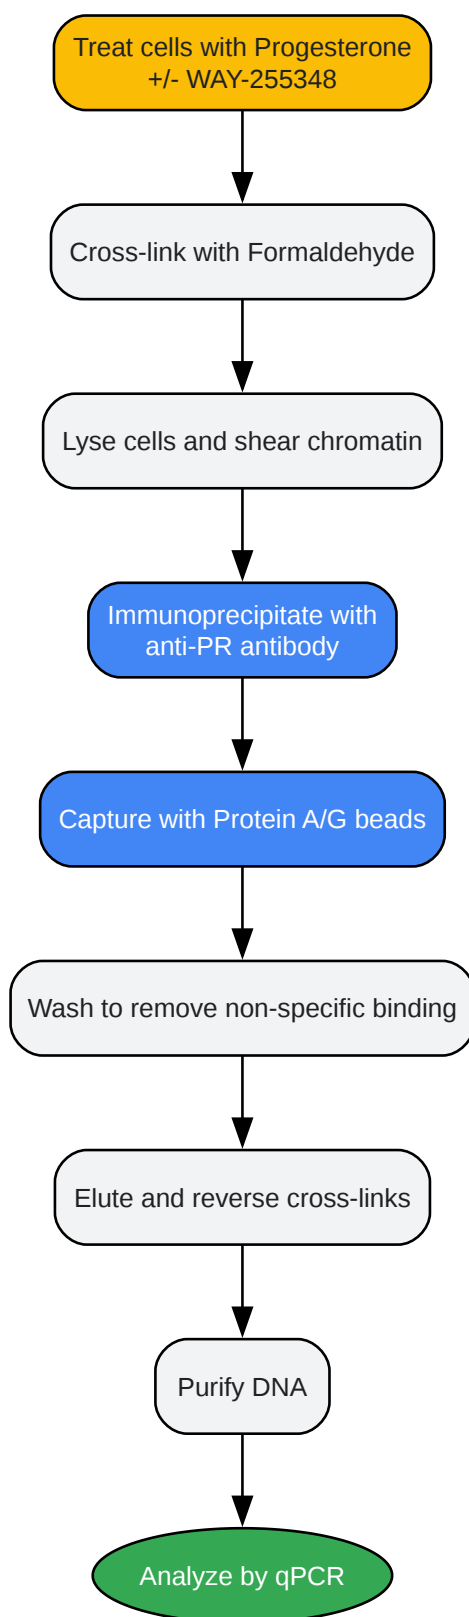 Treat cells with Progesterone
+/- WAY-255348
Cross-link with Formaldehyde
Lyse cells and shear chromatin
Immunoprecipitate with
anti-PR antibody
Capture with Protein A/G beads
Wash to remove non-specific binding
Elute and reverse cross-links
Purify DNA
Analyze by qPCR